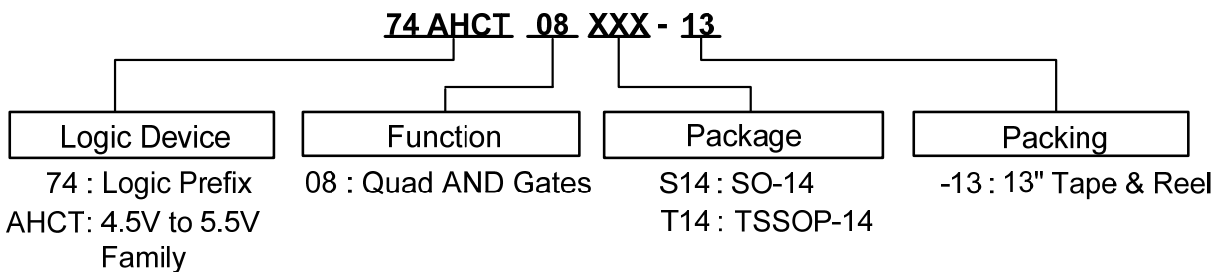 74 AHCT 08 XXX - 13
Logic Device
Function
Package
Packing
74 : Logic Prefix
08 : Quad AND Gates
S14 : SO-14
-13 : 13" Tape & Reel
AHCT: 4.5V to 5.5V
T14 : TSSOP-14
Family